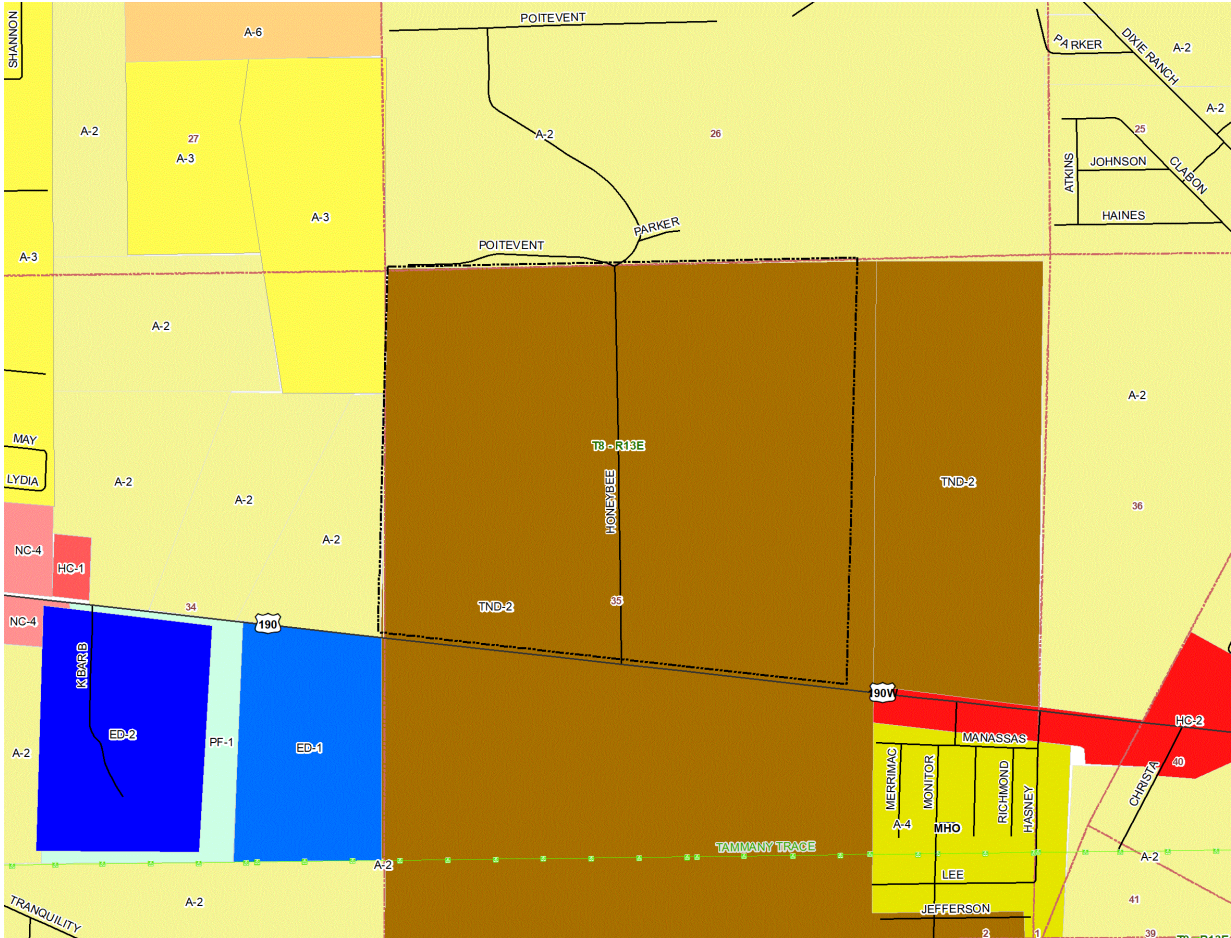 SHANNON
A-6
POITEVENT
PARKER
DIXIE RANCH
A-2
A-2
27
A-3
A-2
26
25
A-2
ATKINS
JOHNSON
CLABON
HAINES
A-3
PARKER
POITEVENT
A-3
A-2
A-2
MAY
LYDIA
T8 - R13E
A-2
A-2
A-2
HONEYBEE
TND-2
36
NC-4
HC-1
34
190
TND-2
35
NC-4
K BAR B
190W
HC-2
ED-2
PF-1
ED-1
A-2
MANASSAS
40
MERRIMAC
MONITOR
RICHMOND
HASNEY
CHRISTA
A-4
MHO
TAMMANY TRACE
A-2
A-2
LEE
A-2
41
JEFFERSON
TRANQUILITY
2
1
39